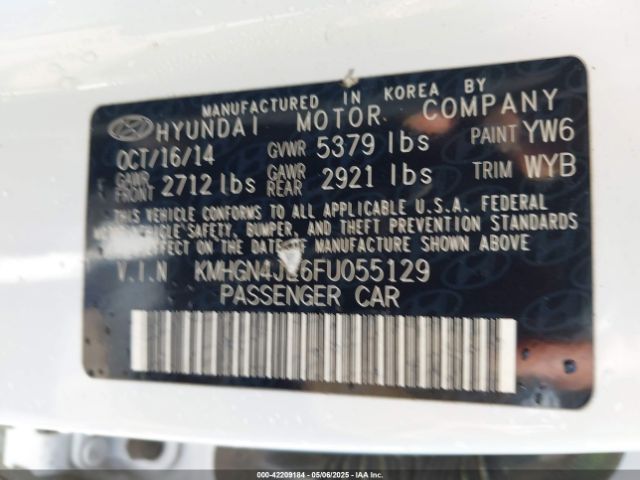 MANUFACTURED IN KOREA BY
HYUNDAI MOTOR COMPANY
OCT/16/14 GVWR 5379 lbs PAINT YW6
GAWR FRONT 2712 lbs GAWR REAR 2921 lbs TRIM WYB
THIS VEHICLE CONFORMS TO ALL APPLICABLE U.S.A. FEDERAL
VEHICLE SAFETY, BUMPER, AND THEFT PREVENTION STANDARDS
EFFECT ON THE DATE OF MANUFACTURE SHOWN ABOVE
V.I.N
PASSENGER CAR
000-42209184 - 05/06/2025 - IAA Inc.